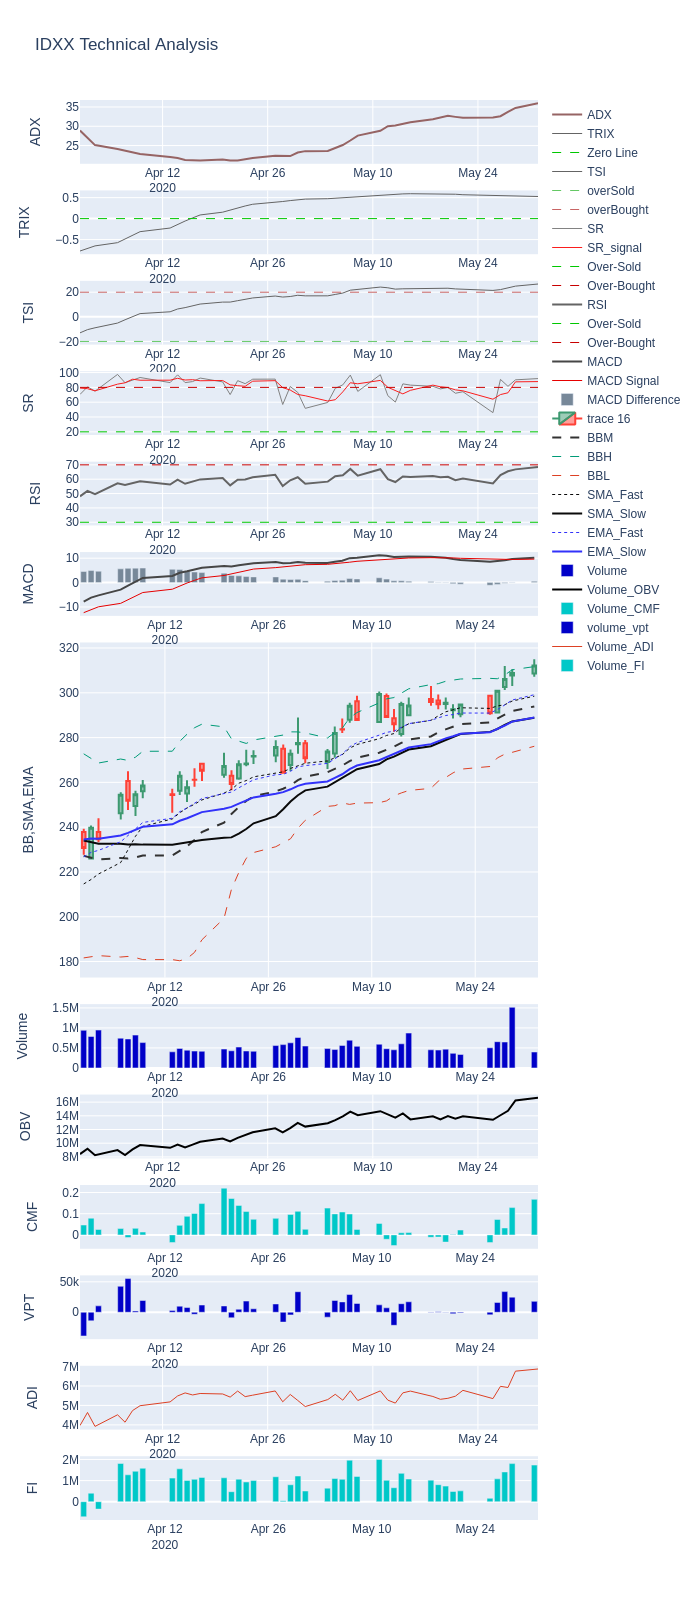 IDXX Technical Analysis
ADX
35
30
25
Apr 12
2020
Apr 26
May 10
May 24
TRIX
0.5
0
−0.5
Apr 12
2020
Apr 26
May 10
May 24
TSI
20
0
−20
Apr 12
2020
Apr 26
May 10
May 24
SR
100
80
60
40
20
Apr 12
2020
Apr 26
May 10
May 24
RSI
70
60
50
40
30
Apr 12
2020
Apr 26
May 10
May 24
MACD
10
0
−10
Apr 12
2020
Apr 26
May 10
May 24
BB,SMA,EMA
320
300
280
260
240
220
200
180
Apr 12
2020
Apr 26
May 10
May 24
Volume
1.5M
1M
0.5M
0
Apr 12
2020
Apr 26
May 10
May 24
OBV
16M
14M
12M
10M
8M
Apr 12
2020
Apr 26
May 10
May 24
CMF
0.2
0.1
0
Apr 12
2020
Apr 26
May 10
May 24
VPT
50k
0
Apr 12
2020
Apr 26
May 10
May 24
ADI
7M
6M
5M
4M
Apr 12
2020
Apr 26
May 10
May 24
FI
2M
1M
0
Apr 12
2020
Apr 26
May 10
May 24
ADX
TRIX
Zero Line
TSI
overSold
overBought
SR
SR_signal
Over-Sold
Over-Bought
RSI
Over-Sold
Over-Bought
MACD
MACD Signal
MACD Difference
trace 16
BBM
BBH
BBL
SMA_Fast
SMA_Slow
EMA_Fast
EMA_Slow
Volume
Volume_OBV
Volume_CMF
volume_vpt
Volume_ADI
Volume_FI